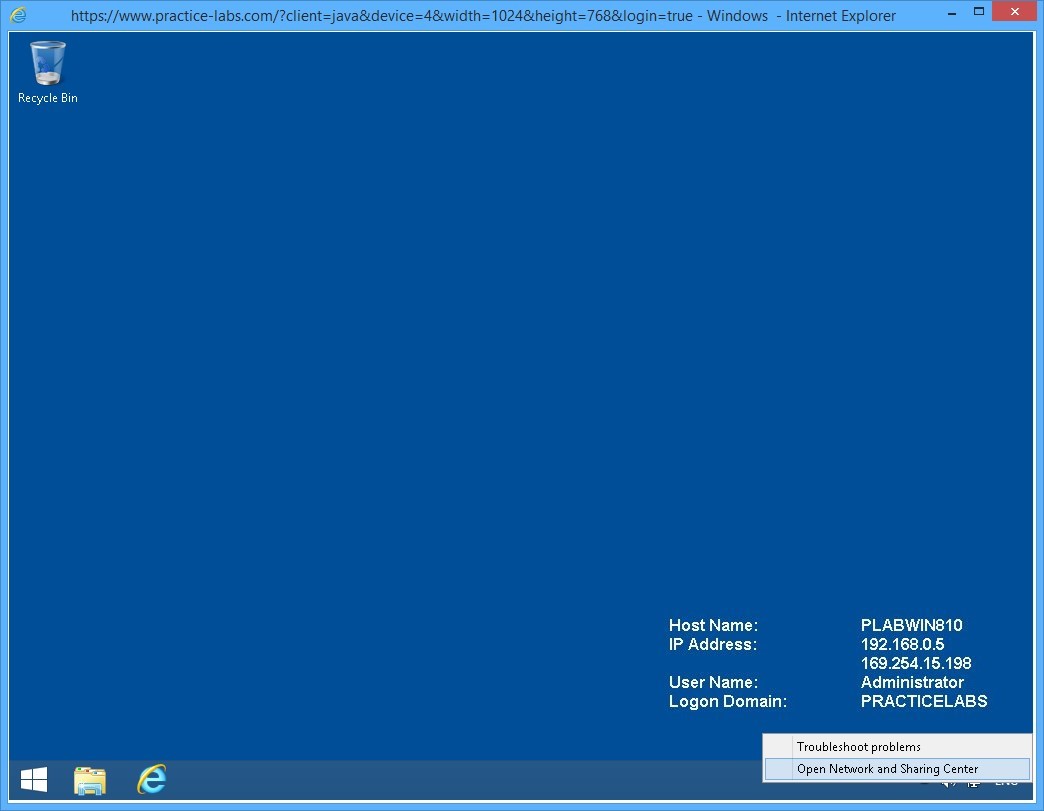 https://www.practice-labs.com/?client=java&device=4&width=1024&height=768&login=true - Windows - Internet Explorer
Recycle Bin
Host Name: PLABWIN810
IP Address: 192.168.0.5
169.254.15.198
User Name: Administrator
Logon Domain: PRACTICELABS
Troubleshoot problems
Open Network and Sharing Center
ENG